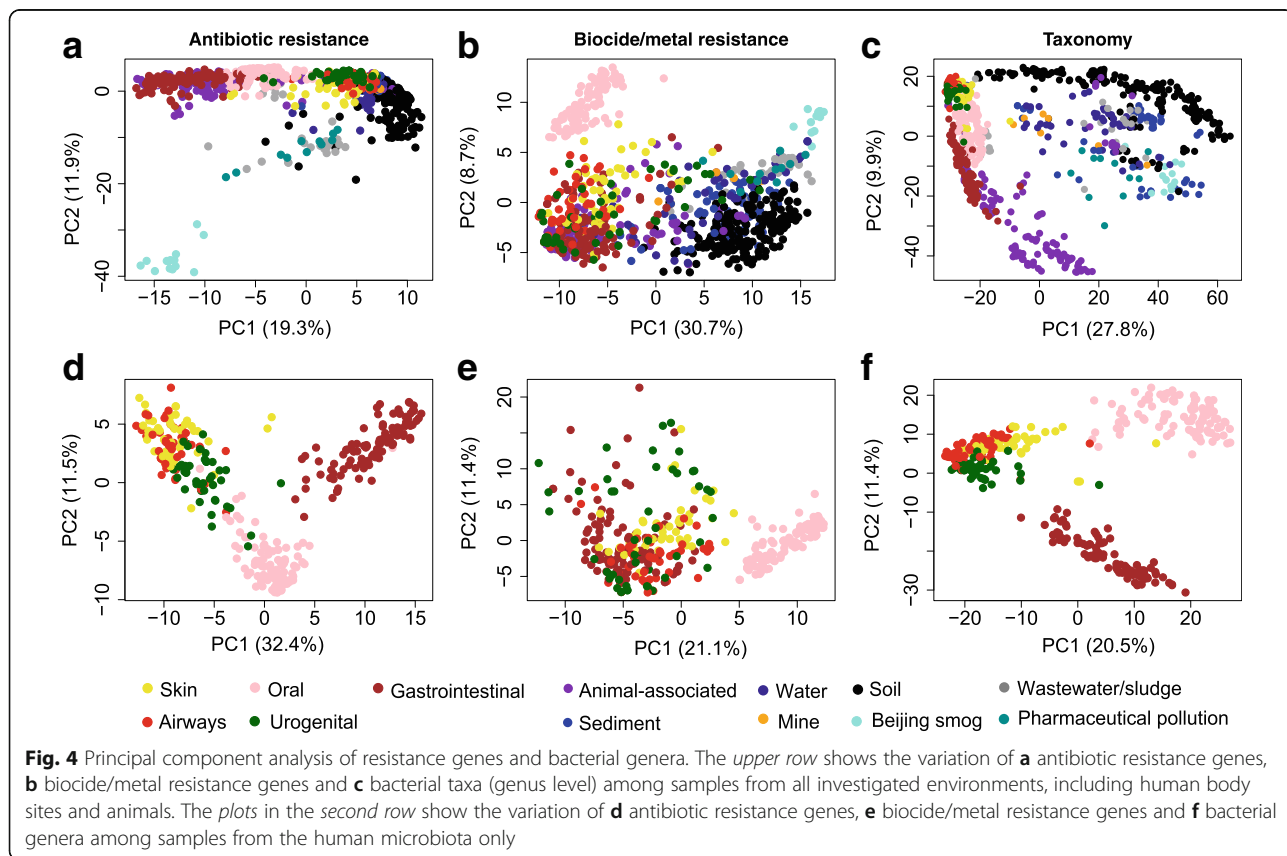 a Antibiotic resistance
b Biocide/metal resistance
c Taxonomy
PC2 (11.9%)
0
−20
−40
−15 −10 −5 0 5 10
PC1 (19.3%)
PC2 (8.7%)
10
5
0
−5
−10 −5 0 5 10 15
PC1 (30.7%)
PC2 (9.9%)
20
0
−20
−40
−20 0 20 40 60
PC1 (27.8%)
d
e
f
PC2 (11.5%)
5
0
−5
−10
−10 −5 0 5 10 15
PC1 (32.4%)
PC2 (11.4%)
20
15
10
5
0
−5
−10 −5 0 5 10
PC1 (21.1%)
PC2 (11.4%)
20
10
0
−10
−30
−20 −10 0 10 20
PC1 (20.5%)
Skin Oral Gastrointestinal Animal-associated Water Soil Wastewater/sludge
Airways Urogenital Sediment Mine Beijing smog Pharmaceutical pollution
Fig. 4 Principal component analysis of resistance genes and bacterial genera. The upper row shows the variation of a antibiotic resistance genes,
b biocide/metal resistance genes and c bacterial taxa (genus level) among samples from all investigated environments, including human body
sites and animals. The plots in the second row show the variation of d antibiotic resistance genes, e biocide/metal resistance genes and f bacterial
genera among samples from the human microbiota only